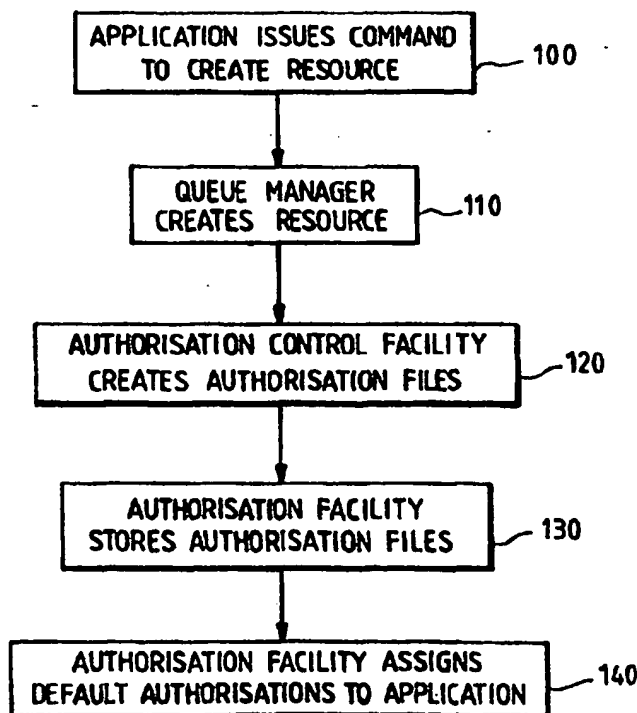 APPLICATION ISSUES COMMAND
TO CREATE RESOURCE
100
QUEUE MANAGER
CREATES RESOURCE
110
AUTHORISATION CONTROL FACILITY
CREATES AUTHORISATION FILES
120
AUTHORISATION FACILITY
STORES AUTHORISATION FILES
130
AUTHORISATION FACILITY ASSIGNS
DEFAULT AUTHORISATIONS TO APPLICATION
140